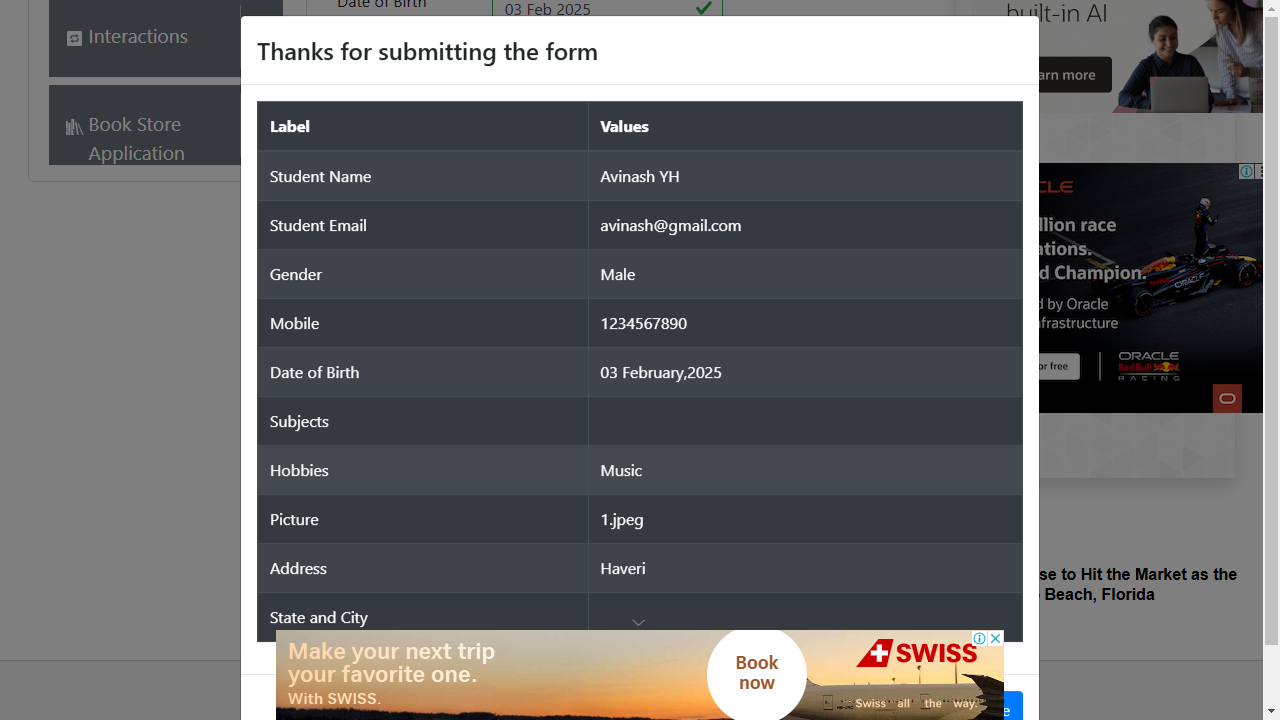 Date of Birth
03 Feb 2025
built-in AI
Interactions
Thanks for submitting the form
arn more
Book Store
Application
Label Values
Student Name Avinash YH
Student Email avinash@gmail.com
Gender Male
Mobile 1234567890
Date of Birth 03 February,2025
Subjects
Hobbies Music
Picture 1.jpeg
Address Haveri
State and City
CLE
llion race
ations.
d Champion.
d by Oracle
nfrastructure
or free
ORACLE
Red Bull
RACING
ORACLE
se to Hit the Market as the
Beach, Florida
Make your next trip
your favorite one.
With SWISS.
Book
now
SWISS
Swiss all the way.
e